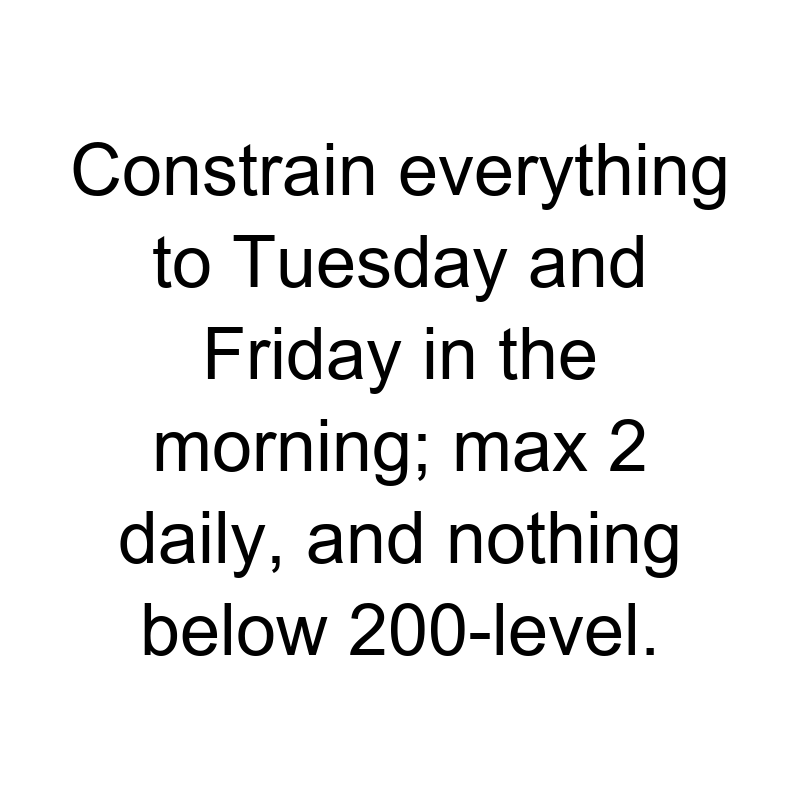 Constrain everything
to Tuesday and
Friday in the
morning; max 2
daily, and nothing
below 200-level.